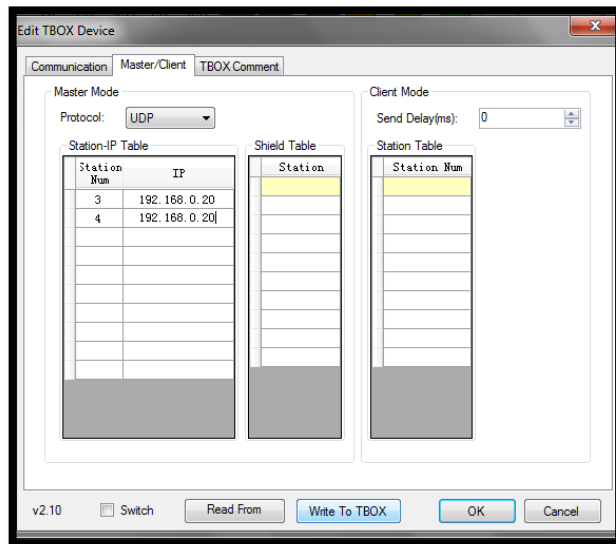 Edit TBOX Device
Communication Master/Client TBOX Comment
Master Mode
Protocol: UDP
Station-IP Table
Station Num IP
3 192.168.0.20
4 192.168.0.20
Shield Table
Station
Client Mode
Send Delay(ms): 0
Station Table
Station Num
v2.10 Switch Read From Write To TBOX OK Cancel